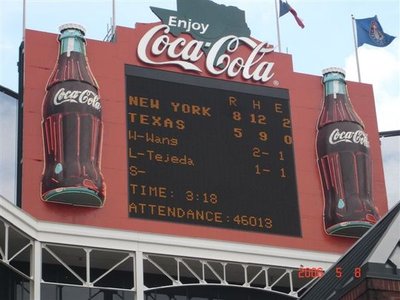 Enjoy
Coca-Cola
Coca-Cola
Coca-Cola
R H E
NEW YORK 8 12 2
TEXAS 5 9 0
W-Wang 2- 1
L-Tejeda 1- 1
S-
TIME: 3:18
ATTENDANCE: 46013
2006 5 8